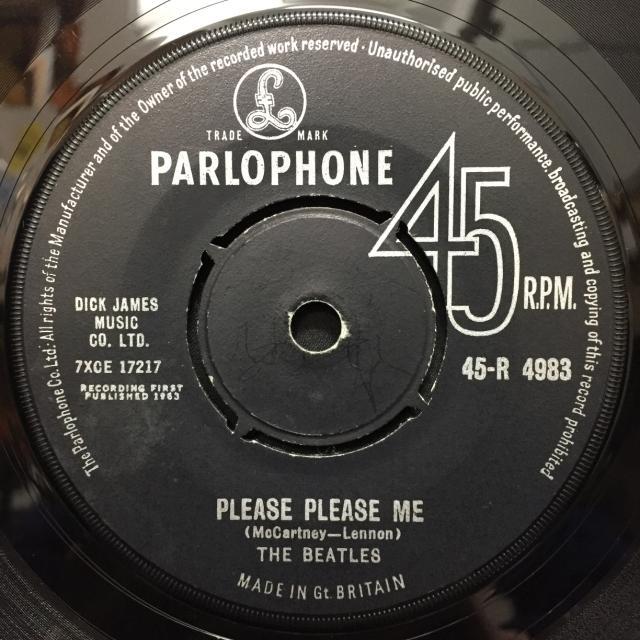 The Parlophone Co. Ltd. All rights of the Manufacturer and of the Owner of the recorded work reserved · Unauthorised public performance, broadcasting and copying of this record prohibited
£
TRADE MARK
PARLOPHONE
45
R.P.M.
DICK JAMES
MUSIC
CO. LTD.
7XCE 17217
RECORDING FIRST
PUBLISHED 1963
45-R 4983
PLEASE PLEASE ME
(McCartney—Lennon)
THE BEATLES
MADE IN Gt. BRITAIN